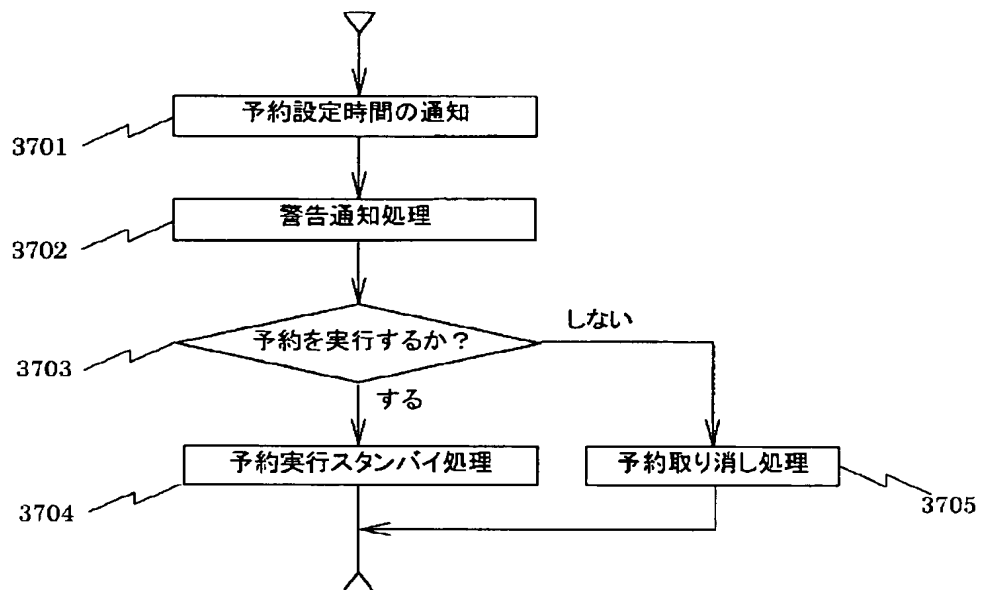 予約設定時間の通知
3701
警告通知処理
3702
しない
予約を実行するか？
3703
する
予約実行スタンバイ処理
予約取り消し処理
3704
3705